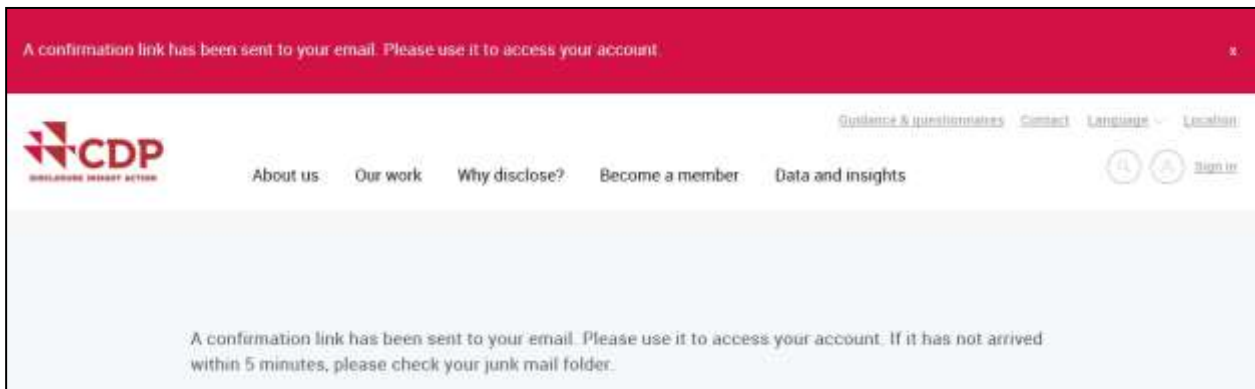 A confirmation link has been sent to your email. Please use it to access your account.
x
Guidance & questionnaires Contact Language Location
CDP
DISCLOSURE INSIGHT ACTION
About us Our work Why disclose? Become a member Data and insights
Sign in
A confirmation link has been sent to your email. Please use it to access your account. If it has not arrived
within 5 minutes, please check your junk mail folder.